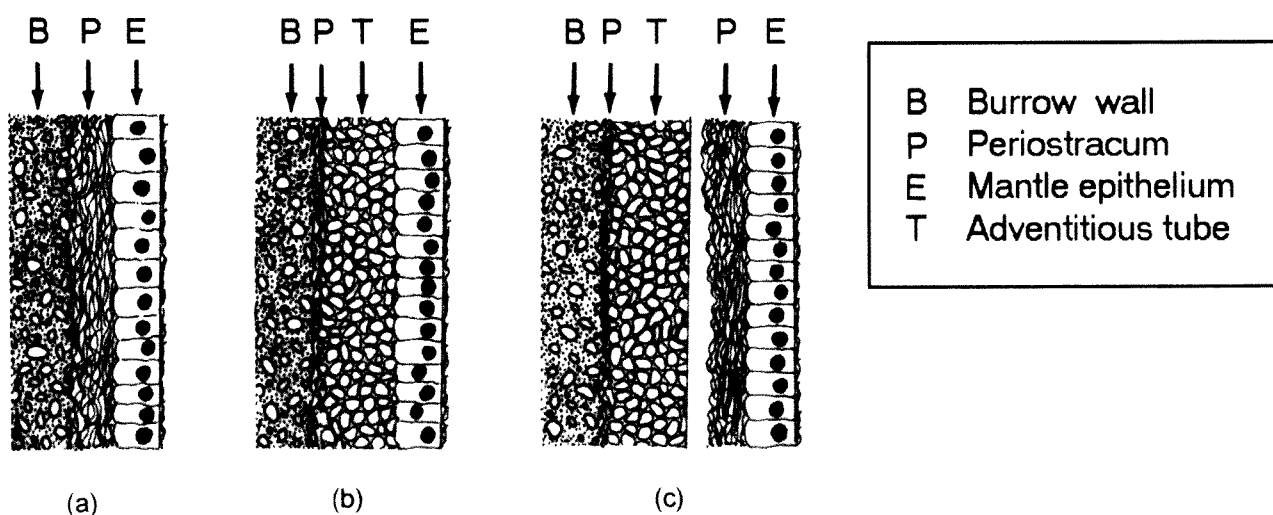 B P E
B P T E
B P T P E
B Burrow wall
P Periostracum
E Mantle epithelium
T Adventitious tube
(a)
(b)
(c)